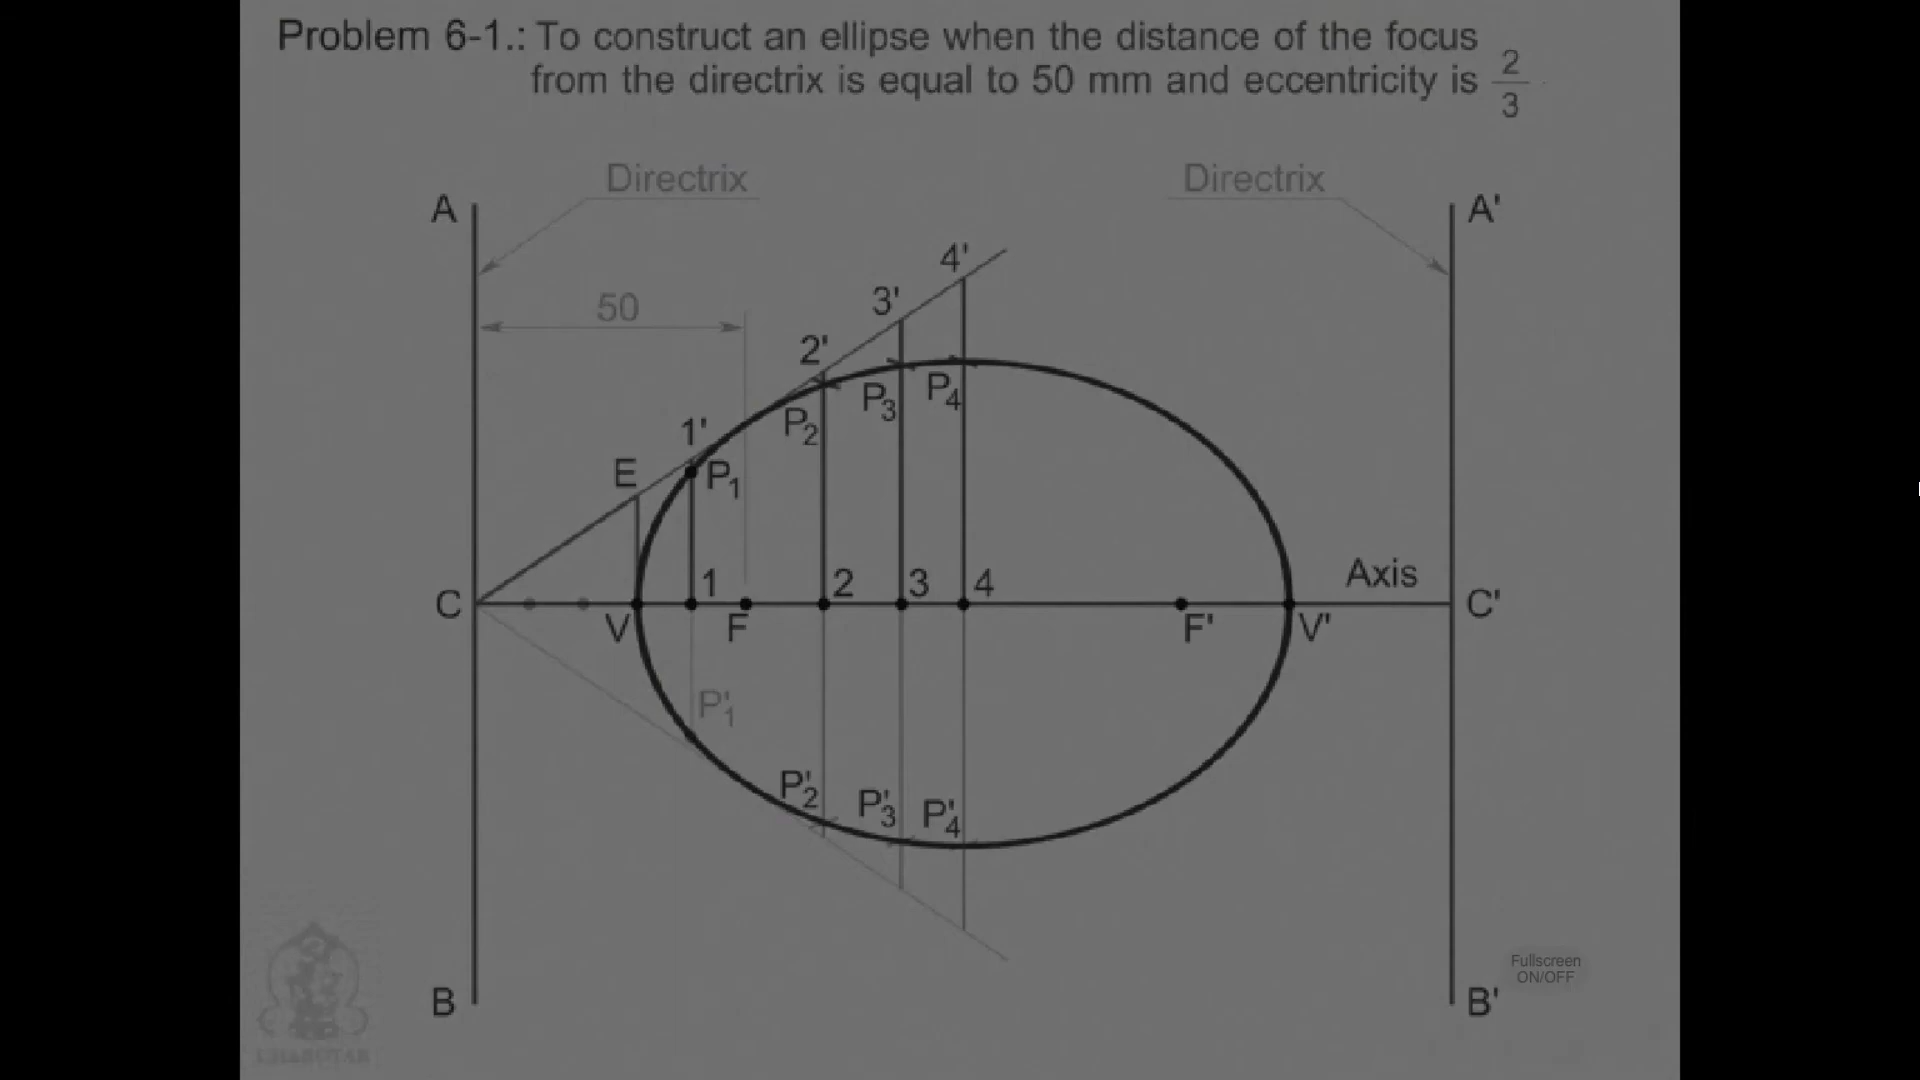 Problem 6-1.: To construct an ellipse when the distance of the focus
from the directrix is equal to 50 mm and eccentricity is 2/3
Directrix
Directrix
A
A'
4'
3'
50
2'
P4
P3
P2
1'
E
P1
Axis
1
2
3
4
C
C'
V
F
F'
V'
P'1
P'2
P'3
P'4
Fullscreen
ON/OFF
B
B'
CHAROTAR